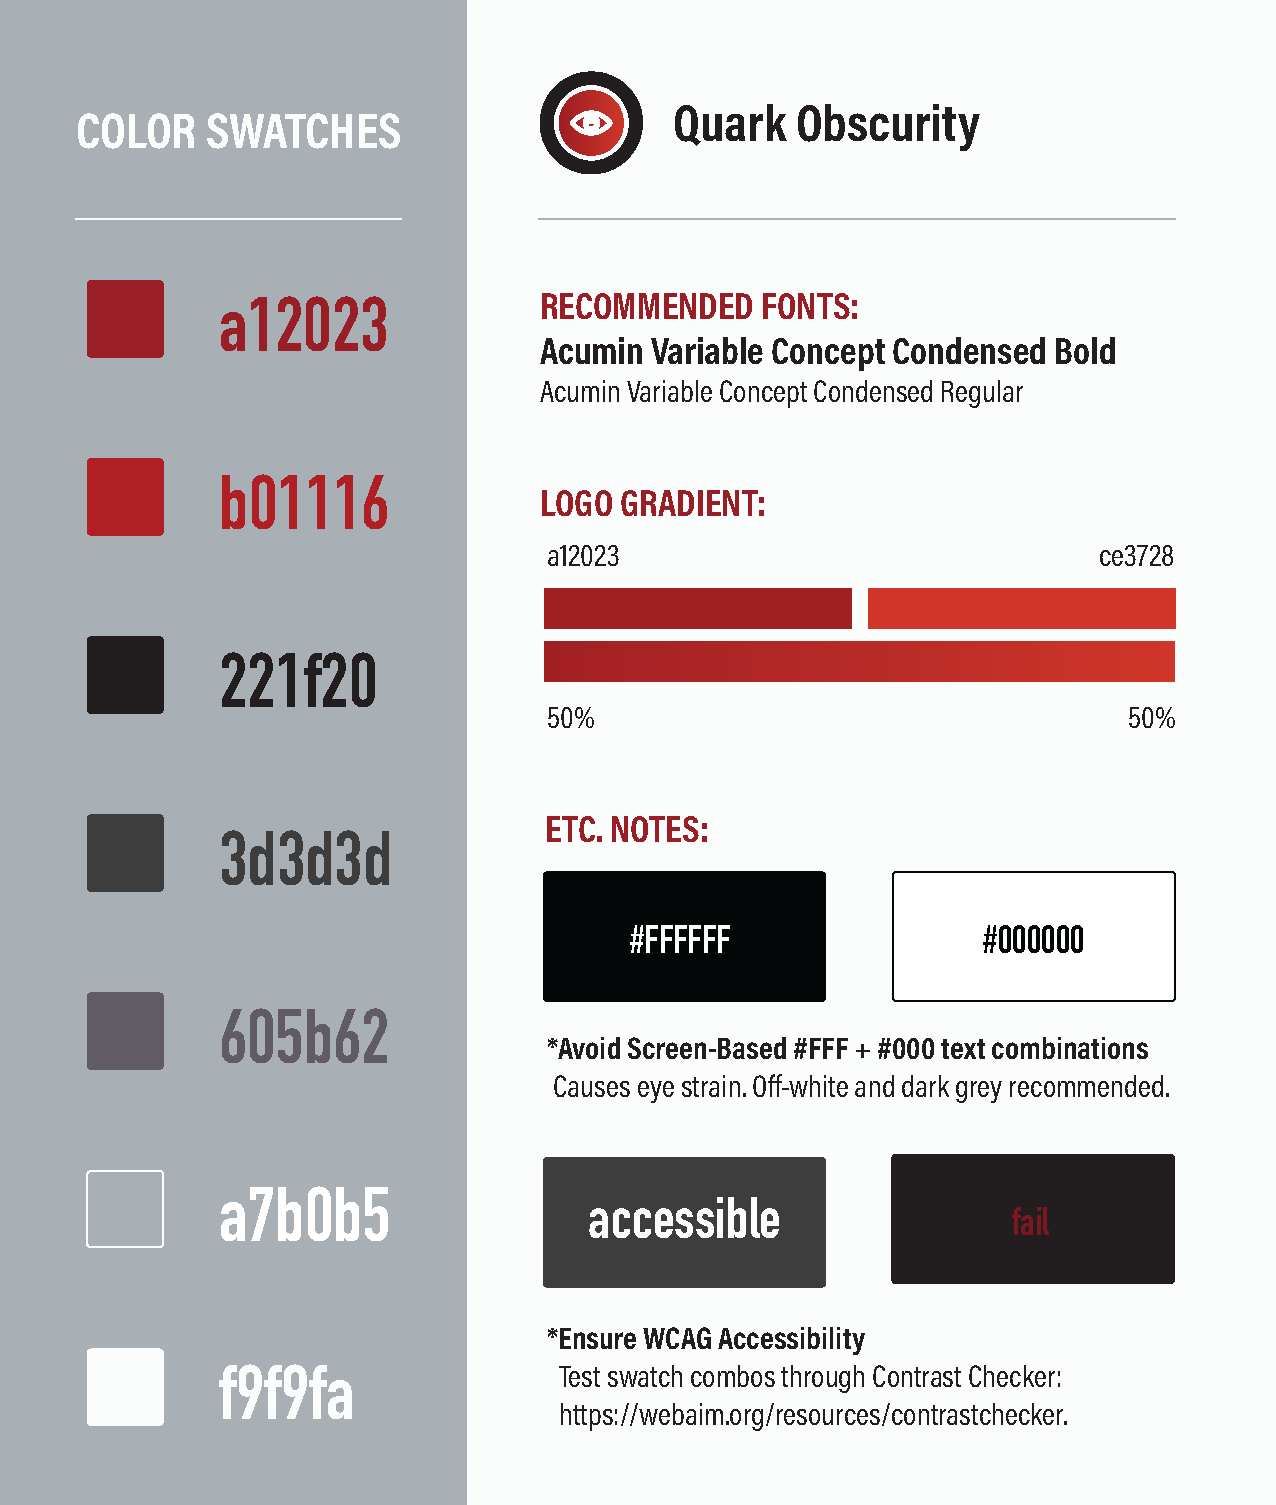 COLOR SWATCHES
a12023
b01116
221f20
3d3d3d
605b62
a7b0b5
f9f9fa
Quark Obscurity
RECOMMENDED FONTS:
Acumin Variable Concept Condensed Bold
Acumin Variable Concept Condensed Regular
LOGO GRADIENT:
a12023 ce3728
50% 50%
ETC. NOTES:
#FFFFFF #000000
*Avoid Screen-Based #FFF + #000 text combinations
Causes eye strain. Off-white and dark grey recommended.
accessible fail
*Ensure WCAG Accessibility
Test swatch combos through Contrast Checker:
https://webaim.org/resources/contrastchecker.